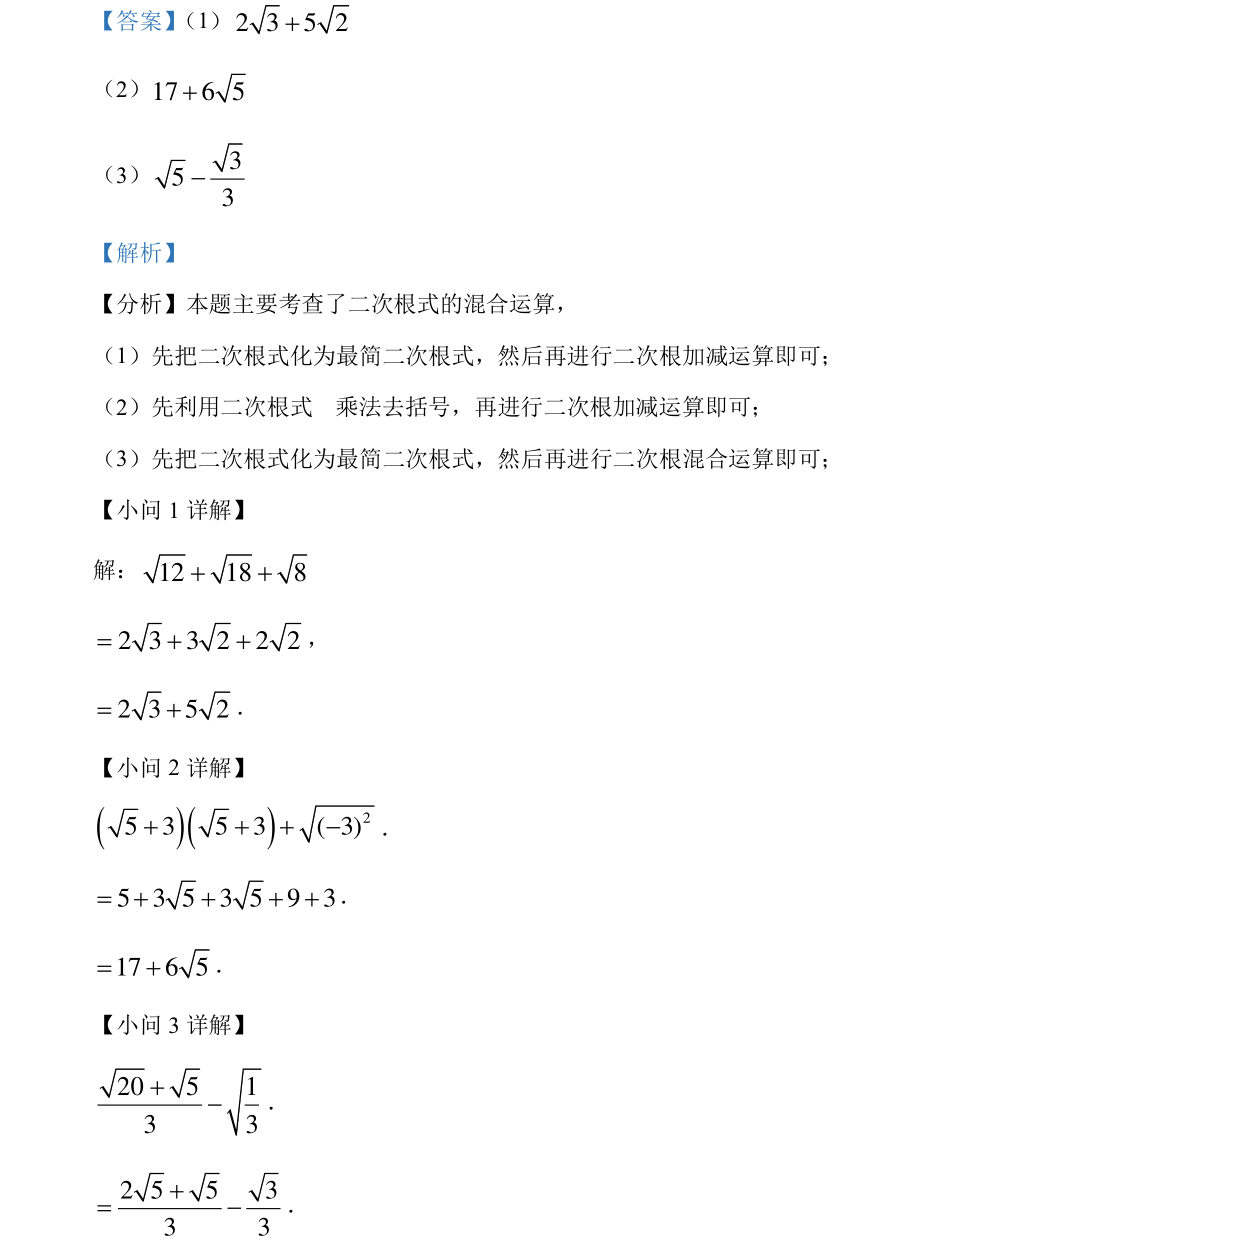 【答案】(1) 2√3+5√2
(2) 17+6√5
(3) √5−√3/3
【解析】
【分析】本题主要考查了二次根式的混合运算，
(1) 先把二次根式化为最简二次根式，然后再进行二次根加减运算即可；
(2) 先利用二次根式　乘法去括号，再进行二次根加减运算即可；
(3) 先把二次根式化为最简二次根式，然后再进行二次根混合运算即可；
【小问 1 详解】
解：√12+√18+√8
=2√3+3√2+2√2，
=2√3+5√2．
【小问 2 详解】
(√5+3)(√5+3)+√((−3)²)．
=5+3√5+3√5+9+3．
=17+6√5．
【小问 3 详解】
(√20+√5)/3−√(1/3)．
=(2√5+√5)/3−√3/3．